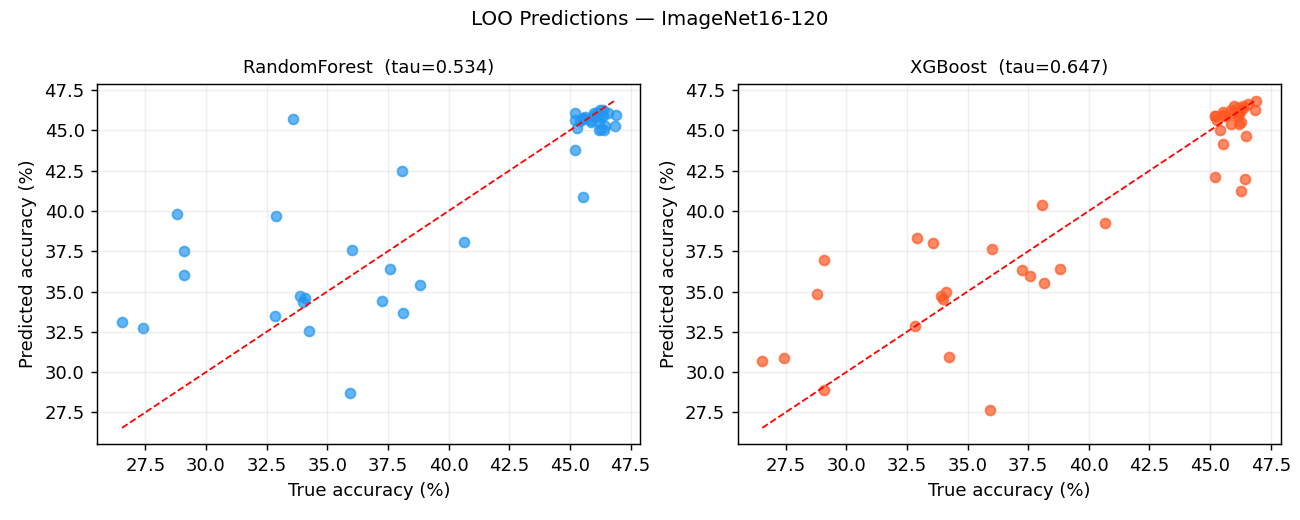 LOO Predictions — ImageNet16-120
RandomForest  (tau=0.534)
47.5
45.0
42.5
40.0
37.5
35.0
32.5
30.0
27.5
Predicted accuracy (%)
27.5 30.0 32.5 35.0 37.5 40.0 42.5 45.0 47.5
True accuracy (%)
XGBoost  (tau=0.647)
47.5
45.0
42.5
40.0
37.5
35.0
32.5
30.0
27.5
Predicted accuracy (%)
27.5 30.0 32.5 35.0 37.5 40.0 42.5 45.0 47.5
True accuracy (%)